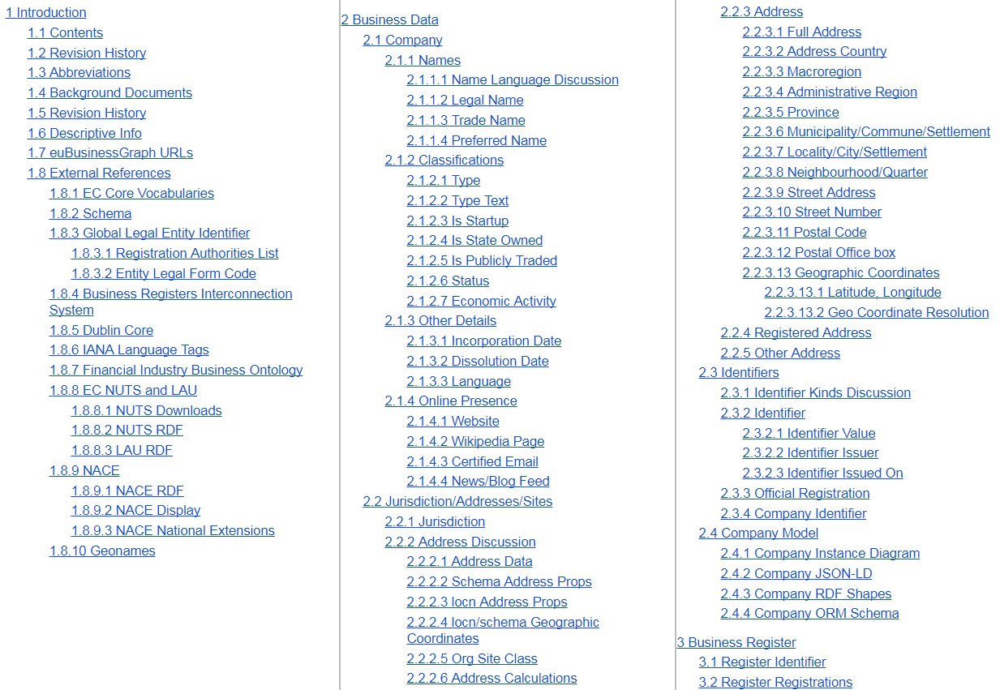 1 Introduction
1.1 Contents
1.2 Revision History
1.3 Abbreviations
1.4 Background Documents
1.5 Revision History
1.6 Descriptive Info
1.7 euBusinessGraph URLs
1.8 External References
1.8.1 EC Core Vocabularies
1.8.2 Schema
1.8.3 Global Legal Entity Identifier
1.8.3.1 Registration Authorities List
1.8.3.2 Entity Legal Form Code
1.8.4 Business Registers Interconnection
System
1.8.5 Dublin Core
1.8.6 IANA Language Tags
1.8.7 Financial Industry Business Ontology
1.8.8 EC NUTS and LAU
1.8.8.1 NUTS Downloads
1.8.8.2 NUTS RDF
1.8.8.3 LAU RDF
1.8.9 NACE
1.8.9.1 NACE RDF
1.8.9.2 NACE Display
1.8.9.3 NACE National Extensions
1.8.10 Geonames
2 Business Data
2.1 Company
2.1.1 Names
2.1.1.1 Name Language Discussion
2.1.1.2 Legal Name
2.1.1.3 Trade Name
2.1.1.4 Preferred Name
2.1.2 Classifications
2.1.2.1 Type
2.1.2.2 Type Text
2.1.2.3 Is Startup
2.1.2.4 Is State Owned
2.1.2.5 Is Publicly Traded
2.1.2.6 Status
2.1.2.7 Economic Activity
2.1.3 Other Details
2.1.3.1 Incorporation Date
2.1.3.2 Dissolution Date
2.1.3.3 Language
2.1.4 Online Presence
2.1.4.1 Website
2.1.4.2 Wikipedia Page
2.1.4.3 Certified Email
2.1.4.4 News/Blog Feed
2.2 Jurisdiction/Addresses/Sites
2.2.1 Jurisdiction
2.2.2 Address Discussion
2.2.2.1 Address Data
2.2.2.2 Schema Address Props
2.2.2.3 locn Address Props
2.2.2.4 locn/schema Geographic
Coordinates
2.2.2.5 Org Site Class
2.2.2.6 Address Calculations
2.2.3 Address
2.2.3.1 Full Address
2.2.3.2 Address Country
2.2.3.3 Macroregion
2.2.3.4 Administrative Region
2.2.3.5 Province
2.2.3.6 Municipality/Commune/Settlement
2.2.3.7 Locality/City/Settlement
2.2.3.8 Neighbourhood/Quarter
2.2.3.9 Street Address
2.2.3.10 Street Number
2.2.3.11 Postal Code
2.2.3.12 Postal Office box
2.2.3.13 Geographic Coordinates
2.2.3.13.1 Latitude, Longitude
2.2.3.13.2 Geo Coordinate Resolution
2.2.4 Registered Address
2.2.5 Other Address
2.3 Identifiers
2.3.1 Identifier Kinds Discussion
2.3.2 Identifier
2.3.2.1 Identifier Value
2.3.2.2 Identifier Issuer
2.3.2.3 Identifier Issued On
2.3.3 Official Registration
2.3.4 Company Identifier
2.4 Company Model
2.4.1 Company Instance Diagram
2.4.2 Company JSON-LD
2.4.3 Company RDF Shapes
2.4.4 Company ORM Schema
3 Business Register
3.1 Register Identifier
3.2 Register Registrations